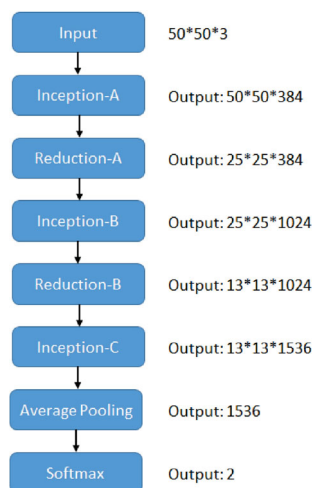 Input 50*50*3
Inception-A Output: 50*50*384
Reduction-A Output: 25*25*384
Inception-B Output: 25*25*1024
Reduction-B Output: 13*13*1024
Inception-C Output: 13*13*1536
Average Pooling Output: 1536
Softmax Output: 2